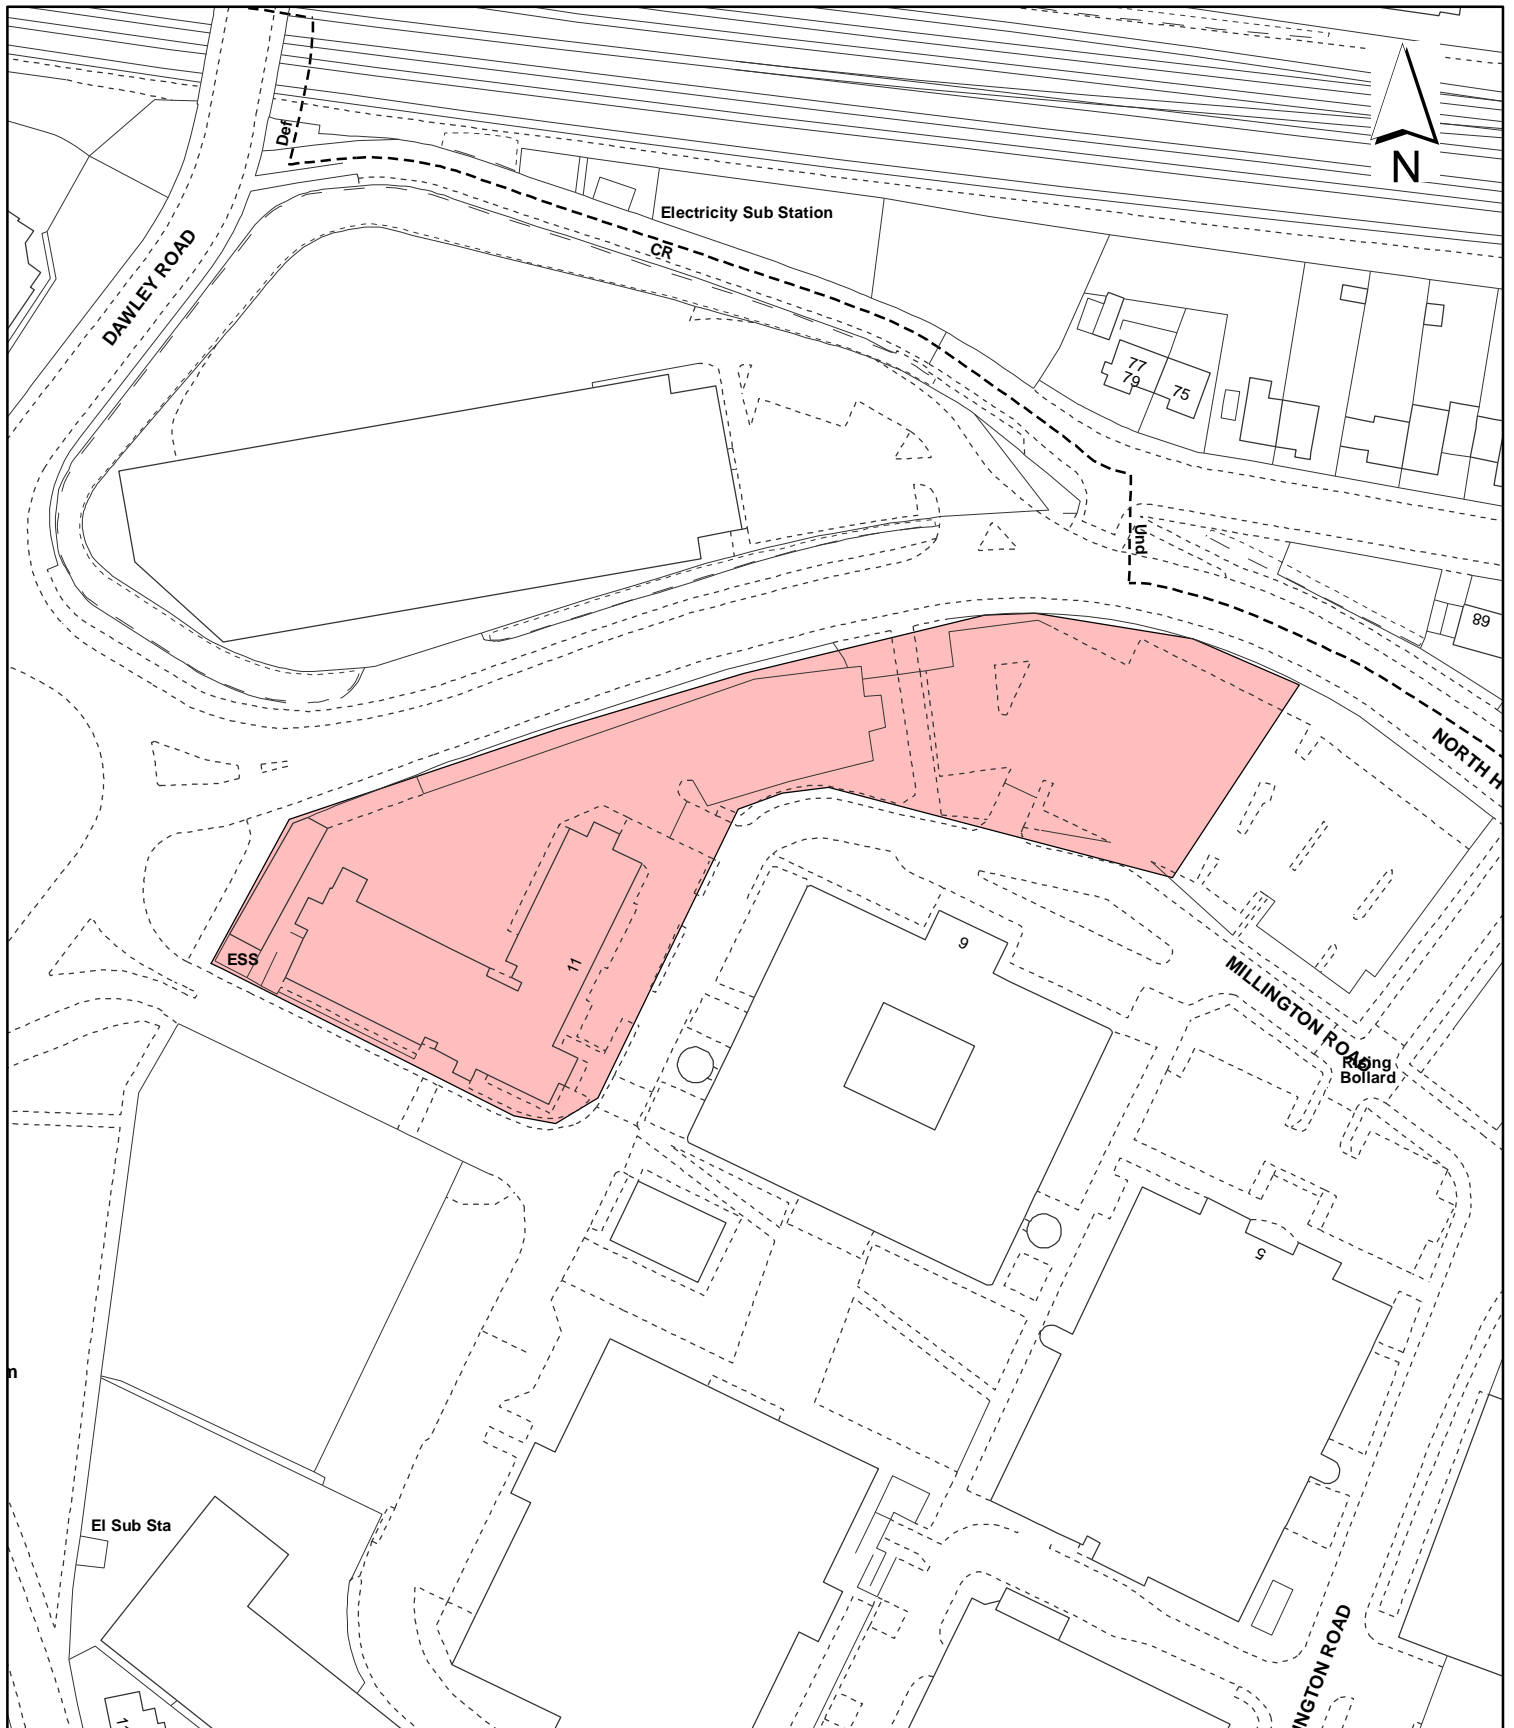 N
Def
Electricity Sub Station
CR
DAWLEY ROAD
77
79
75
Und
89
NORTH H
ESS
11
9
MILLINGTON ROAD
Rising
Bollard
5
El Sub Sta
INGTON ROAD